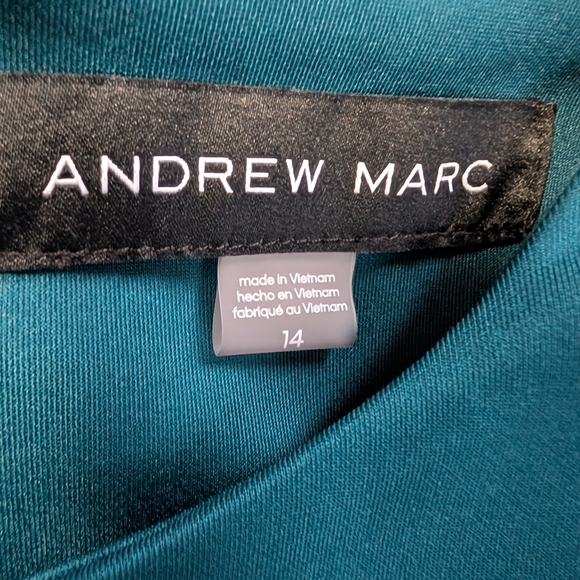 ANDREW MARC
made in Vietnam
hecho en Vietnam
fabriqué au Vietnam
14